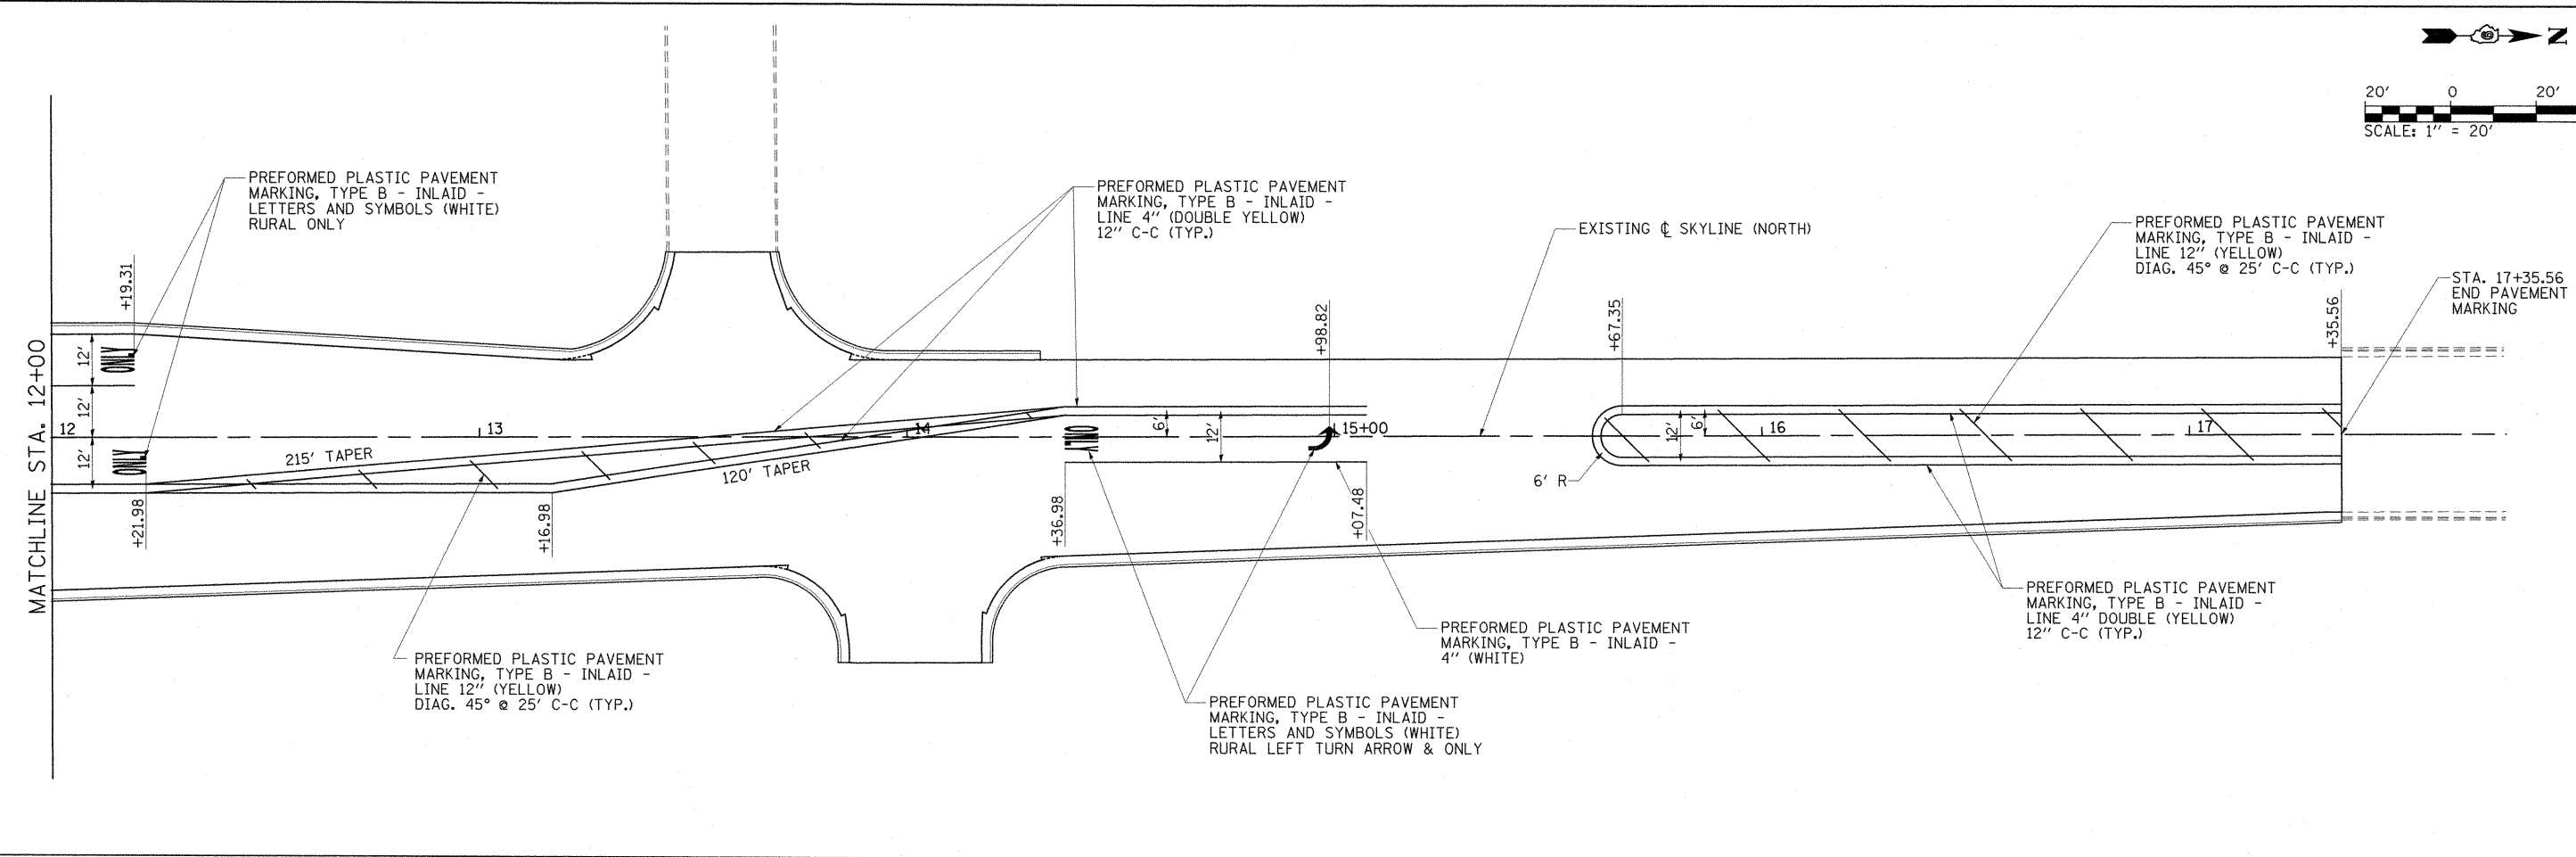 N
20' 0 20'
SCALE: 1" = 20'
PREFORMED PLASTIC PAVEMENT
MARKING, TYPE B - INLAID -
LETTERS AND SYMBOLS (WHITE)
RURAL ONLY
PREFORMED PLASTIC PAVEMENT
MARKING, TYPE B - INLAID -
LINE 4" (DOUBLE YELLOW)
12" C-C (TYP.)
EXISTING ℄ SKYLINE (NORTH)
PREFORMED PLASTIC PAVEMENT
MARKING, TYPE B - INLAID -
LINE 12" (YELLOW)
DIAG. 45° @ 25' C-C (TYP.)
STA. 17+35.56
END PAVEMENT
MARKING
+19.31
+98.82
+67.35
+35.56
MATCHLINE STA. 12+00
12'
12'
12'
ONLY
ONLY
12
13
14
15+00
16
17
215' TAPER
120' TAPER
ONLY
6'
12'
12'
6'
6' R
+21.98
+16.98
+36.98
+07.48
PREFORMED PLASTIC PAVEMENT
MARKING, TYPE B - INLAID -
LINE 12" (YELLOW)
DIAG. 45° @ 25' C-C (TYP.)
PREFORMED PLASTIC PAVEMENT
MARKING, TYPE B - INLAID -
4" (WHITE)
PREFORMED PLASTIC PAVEMENT
MARKING, TYPE B - INLAID -
LINE 4" DOUBLE (YELLOW)
12" C-C (TYP.)
PREFORMED PLASTIC PAVEMENT
MARKING, TYPE B - INLAID -
LETTERS AND SYMBOLS (WHITE)
RURAL LEFT TURN ARROW & ONLY